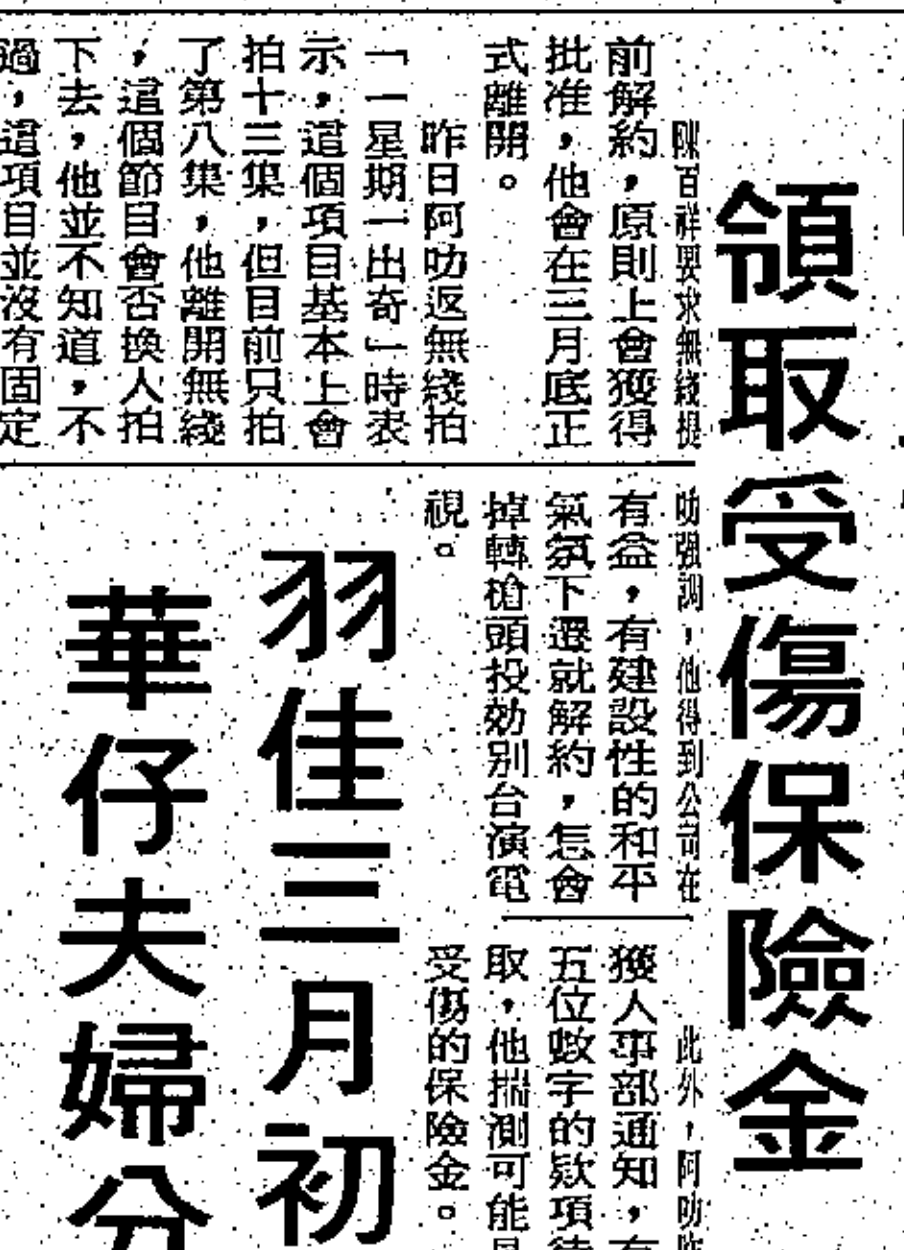 領取受傷保險金
陳百祥要求無綫提
前解約，原則上會獲得
批准，他會在三月底正
式離開。
昨日阿叻返無綫拍
「一星期一出奇」時表
示，這個項目基本上會
拍十三集，但目前只拍
了第八集，他離開無綫
，這個節目會否換人拍
下去，他並不知道，不
過，這項目並沒有固定
叻強調，他得到公司在
有益，有建設性的和平
氣氛下還就解約，怎會
掉轉槍頭投効別台演電
視。
此外，阿叻昨
獲人事部通知，有
五位數字的欵項待
取，他揣測可能是
受傷的保險金。
羽佳三月初
華仔夫婦分